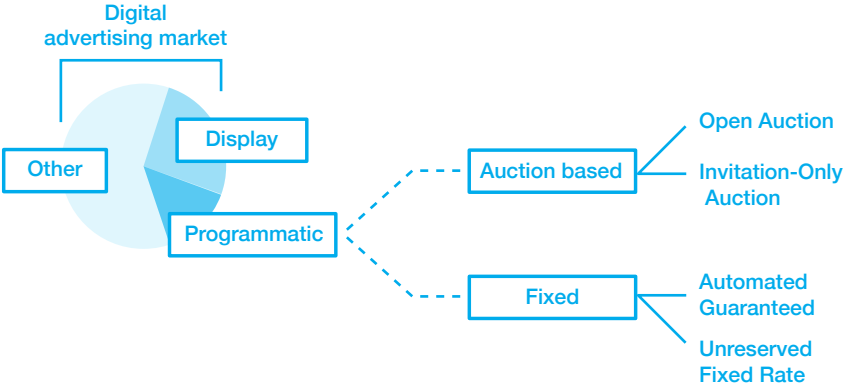 Digital
advertising market
Display
Other
Programmatic
Auction based
Open Auction
Invitation-Only
Auction
Fixed
Automated
Guaranteed
Unreserved
Fixed Rate